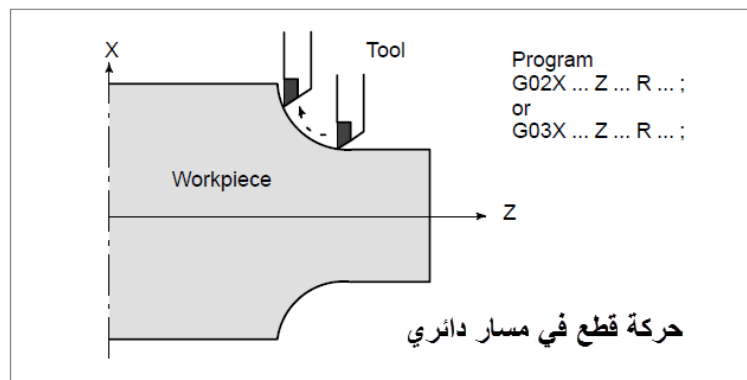 X
Tool
Program
G02X ... Z ... R ... ;
or
G03X ... Z ... R ... ;
Workpiece
Z
حركة قطع في مسار دائري